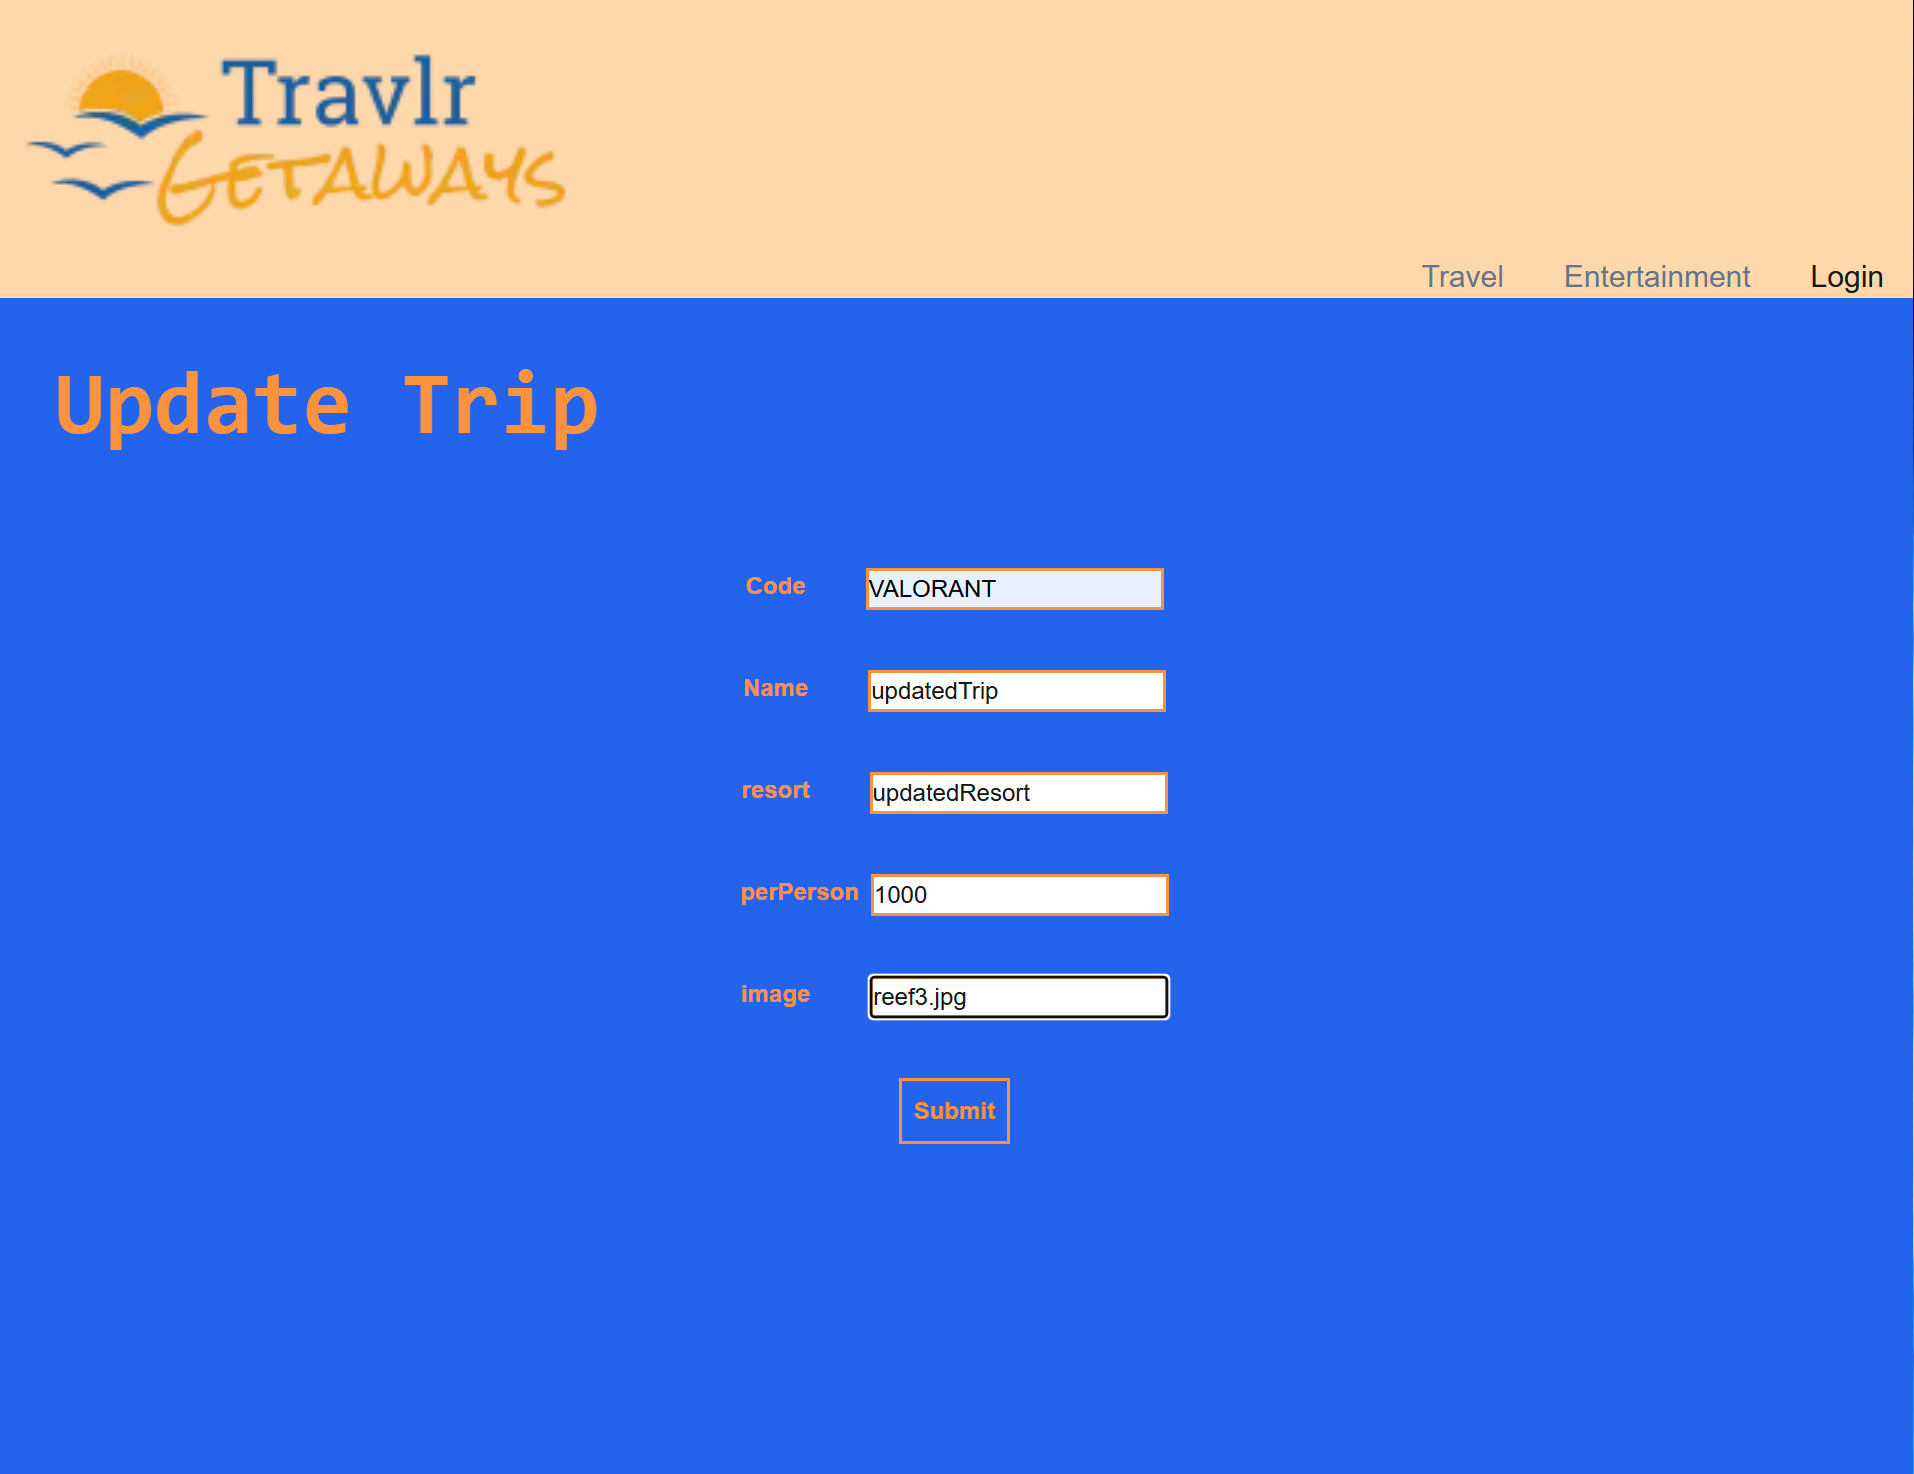 Travlr
GETAWAYS
Travel Entertainment Login
Update Trip
Code VALORANT
Name updatedTrip
resort updatedResort
perPerson 1000
image reef3.jpg
Submit